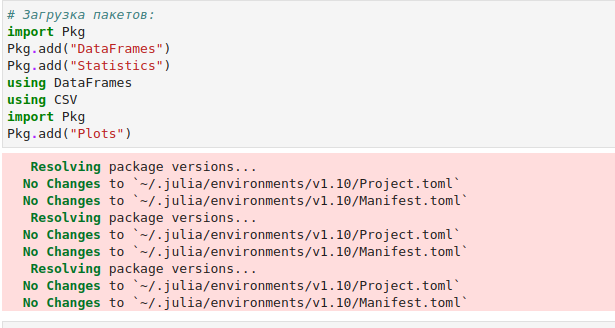 # Загрузка пакетов:
import Pkg
Pkg.add("DataFrames")
Pkg.add("Statistics")
using DataFrames
using CSV
import Pkg
Pkg.add("Plots")
Resolving package versions...
No Changes to `~/.julia/environments/v1.10/Project.toml`
No Changes to `~/.julia/environments/v1.10/Manifest.toml`
Resolving package versions...
No Changes to `~/.julia/environments/v1.10/Project.toml`
No Changes to `~/.julia/environments/v1.10/Manifest.toml`
Resolving package versions...
No Changes to `~/.julia/environments/v1.10/Project.toml`
No Changes to `~/.julia/environments/v1.10/Manifest.toml`